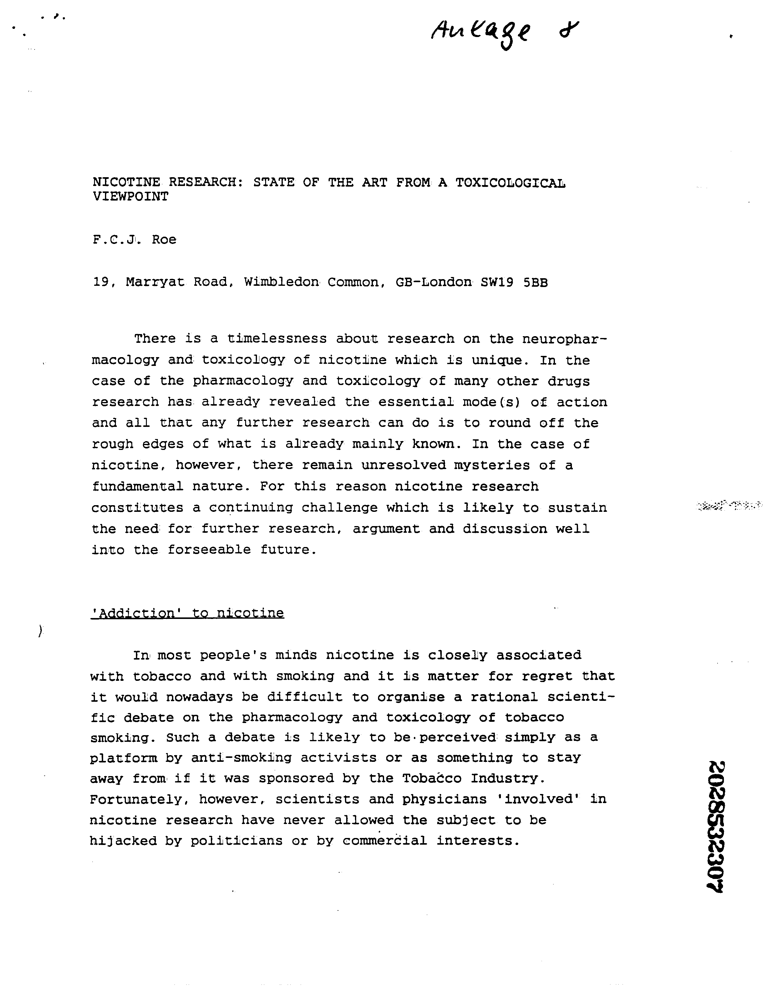 Anlage 8
NICOTINE RESEARCH: STATE OF THE ART FROM A TOXICOLOGICAL
VIEWPOINT
F.C.J. Roe
19, Marryat Road, Wimbledon Common, GB-London SW19 5BB
There is a timelessness about research on the neurophar-
macology and toxicology of nicotine which is unique. In the
case of the pharmacology and toxicology of many other drugs
research has already revealed the essential mode(s) of action
and all that any further research can do is to round off the
rough edges of what is already mainly known. In the case of
nicotine, however, there remain unresolved mysteries of a
fundamental nature. For this reason nicotine research
constitutes a continuing challenge which is likely to sustain
the need for further research, argument and discussion well
into the forseeable future.
'Addiction' to nicotine
In most people's minds nicotine is closely associated
with tobacco and with smoking and it is matter for regret that
it would nowadays be difficult to organise a rational scienti-
fic debate on the pharmacology and toxicology of tobacco
smoking. Such a debate is likely to be perceived simply as a
platform by anti-smoking activists or as something to stay
away from if it was sponsored by the Tobacco Industry.
Fortunately, however, scientists and physicians 'involved' in
nicotine research have never allowed the subject to be
hijacked by politicians or by commercial interests.
2028532307